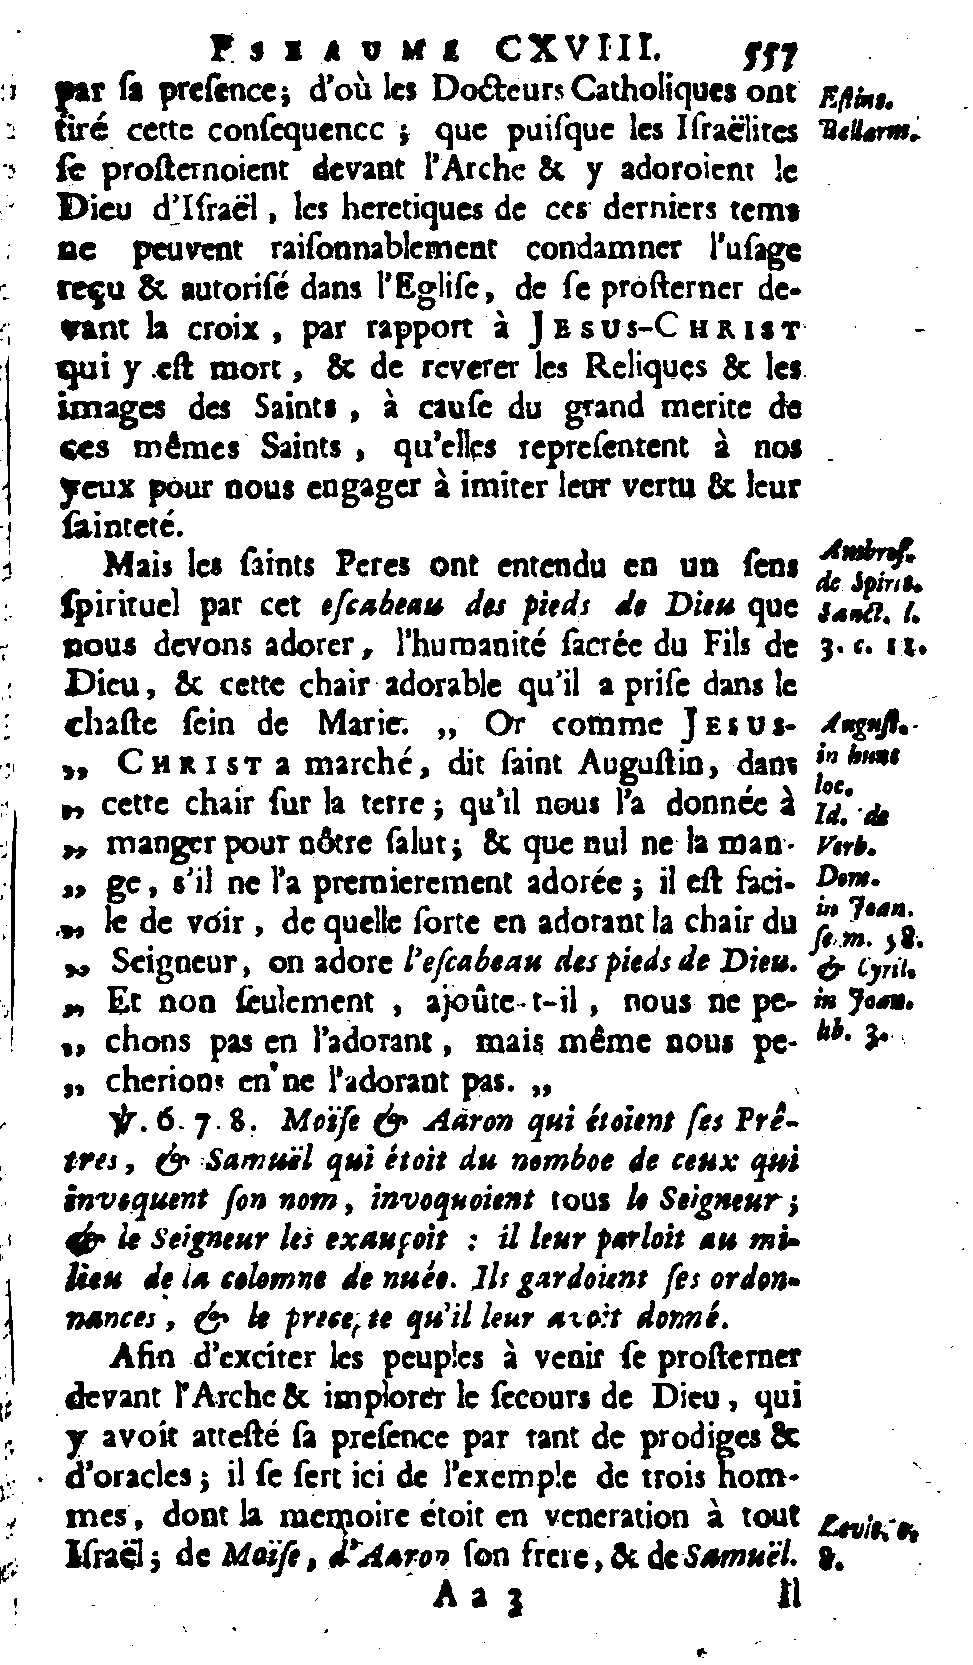 PSEAUME CXVIII. 557
par ſa preſence; d'où les Docteurs Catholiques ont
tiré cette conſequence; que puiſque les Iſraëlites
ſe proſternoient devant l'Arche & y adoroient le
Dieu d'Iſraël, les heretiques de ces derniers tems
ne peuvent raiſonnablement condamner l'uſage
reçu & autoriſé dans l'Egliſe, de ſe proſterner de-
vant la croix, par rapport à JESUS-CHRIST
qui y eſt mort, & de reverer les Reliques & les
images des Saints, à cauſe du grand merite de
ces mêmes Saints, qu'elles repreſentent à nos
yeux pour nous engager à imiter leur vertu & leur
ſainteté.
Mais les ſaints Peres ont entendu en un ſens
ſpirituel par cet eſcabeau des pieds de Dieu que
nous devons adorer, l'humanité ſacrée du Fils de
Dieu, & cette chair adorable qu'il a priſe dans le
chaſte ſein de Marie. ,, Or comme JESUS-
,, CHRIST a marché, dit ſaint Auguſtin, dans
,, cette chair ſur la terre; qu'il nous l'a donnée à
,, manger pour nôtre ſalut; & que nul ne la man-
,, ge, s'il ne l'a premierement adorée; il eſt faci-
,, le de voir, de quelle ſorte en adorant la chair du
,, Seigneur, on adore l'eſcabeau des pieds de Dieu.
,, Et non ſeulement, ajoûte-t-il, nous ne pe-
,, chons pas en l'adorant, mais même nous pe-
,, cherions en ne l'adorant pas. ,,
℣. 6. 7. 8. Moïſe & Aaron qui étoient ſes Prê-
tres, & Samuël qui étoit du nomboe de ceux qui
invoquent ſon nom, invoquoient tous le Seigneur;
& le Seigneur les exauçoit : il leur parloit au mi-
lieu de la colomne de nuée. Ils gardoient ſes ordon-
nances, & le precepte qu'il leur avoit donné.
Afin d'exciter les peuples à venir ſe proſterner
devant l'Arche & implorer le ſecours de Dieu, qui
y avoit atteſté ſa preſence par tant de prodiges &
d'oracles; il ſe ſert ici de l'exemple de trois hom-
mes, dont la memoire étoit en veneration à tout
Iſraël; de Moïſe, d'Aaron ſon frere, & de Samuël.
A a 3 Il
Eſtius.
Bellarm.
Ambroſ.
de Spirit.
Sanct. l.
3. c. 12.
Auguſt.
in hunc
loc.
Id. de
Verb.
Dom.
in Joan.
ſe.m. 58.
& Cyril.
in Joan.
lib. 3.
8.